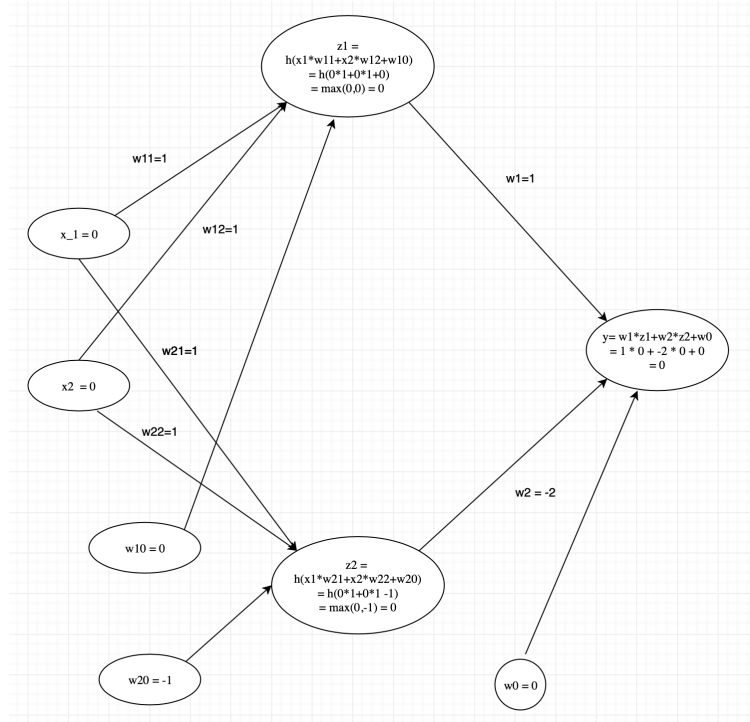 z1 =
h(x1*w11+x2*w12+w10)
= h(0*1+0*1+0)
= max(0,0) = 0
w11=1
w1=1
x_1 = 0
w12=1
y= w1*z1+w2*z2+w0
= 1 * 0 + -2 * 0 + 0
= 0
w21=1
x2 = 0
w22=1
w2 = -2
w10 = 0
z2 =
h(x1*w21+x2*w22+w20)
= h(0*1+0*1 -1)
= max(0,-1) = 0
w20 = -1
w0 = 0